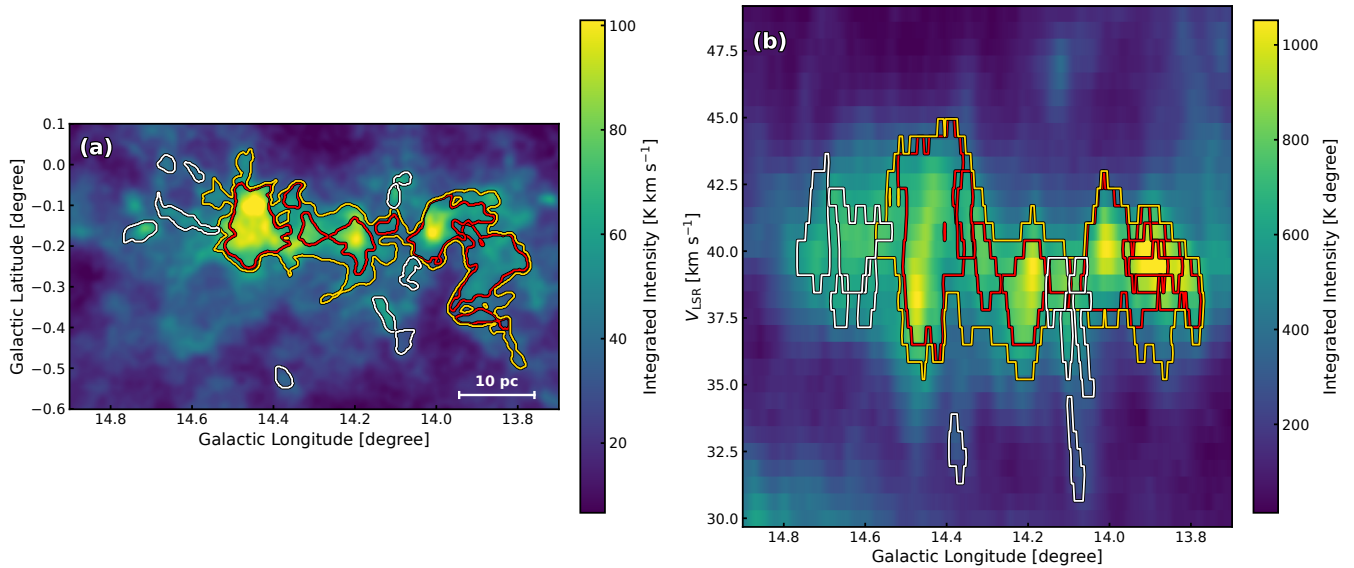 (a)
0.1
0.0
−0.1
−0.2
−0.3
−0.4
−0.5
−0.6
Galactic Latitude [degree]
14.8 14.6 14.4 14.2 14.0 13.8
Galactic Longitude [degree]
10 pc
100
80
60
40
20
Integrated Intensity [K km s⁻¹]
(b)
47.5
45.0
42.5
40.0
37.5
35.0
32.5
30.0
V_LSR [km s⁻¹]
14.8 14.6 14.4 14.2 14.0 13.8
Galactic Longitude [degree]
1000
800
600
400
200
Integrated Intensity [K degree]